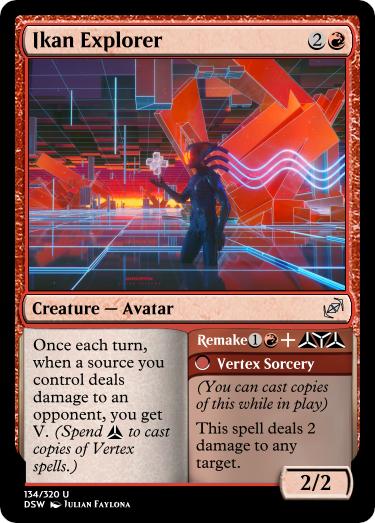 Ikan Explorer 2
Creature — Avatar
Once each turn,
when a source you
control deals
damage to an
opponent, you get
V. (Spend to cast
copies of Vertex
spells.)
Remake 1 +
Vertex Sorcery
(You can cast copies
of this while in play)
This spell deals 2
damage to any
target.
2/2
134/320 U
DSW Julian Faylona